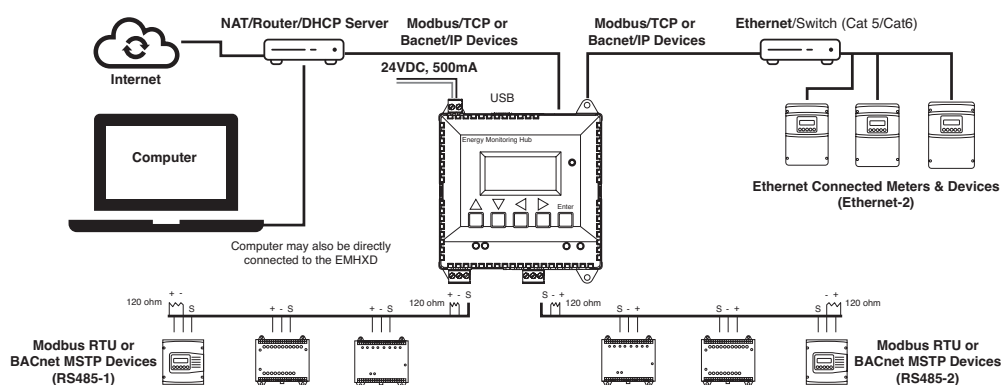 NAT/Router/DHCP Server
Modbus/TCP or
Bacnet/IP Devices
Modbus/TCP or
Bacnet/IP Devices
Ethernet/Switch (Cat 5/Cat6)
Internet
24VDC, 500mA
USB
Computer
Energy Monitoring Hub
Enter
Ethernet Connected Meters & Devices
(Ethernet-2)
Computer may also be directly
connected to the EMHXD
120 ohm
+ -
S
+ - S
+ - S
120 ohm
+ - S
S - +
120 ohm
S - +
S - +
S
- +
120 ohm
Modbus RTU or
BACnet MSTP Devices
(RS485-1)
Modbus RTU or
BACnet MSTP Devices
(RS485-2)